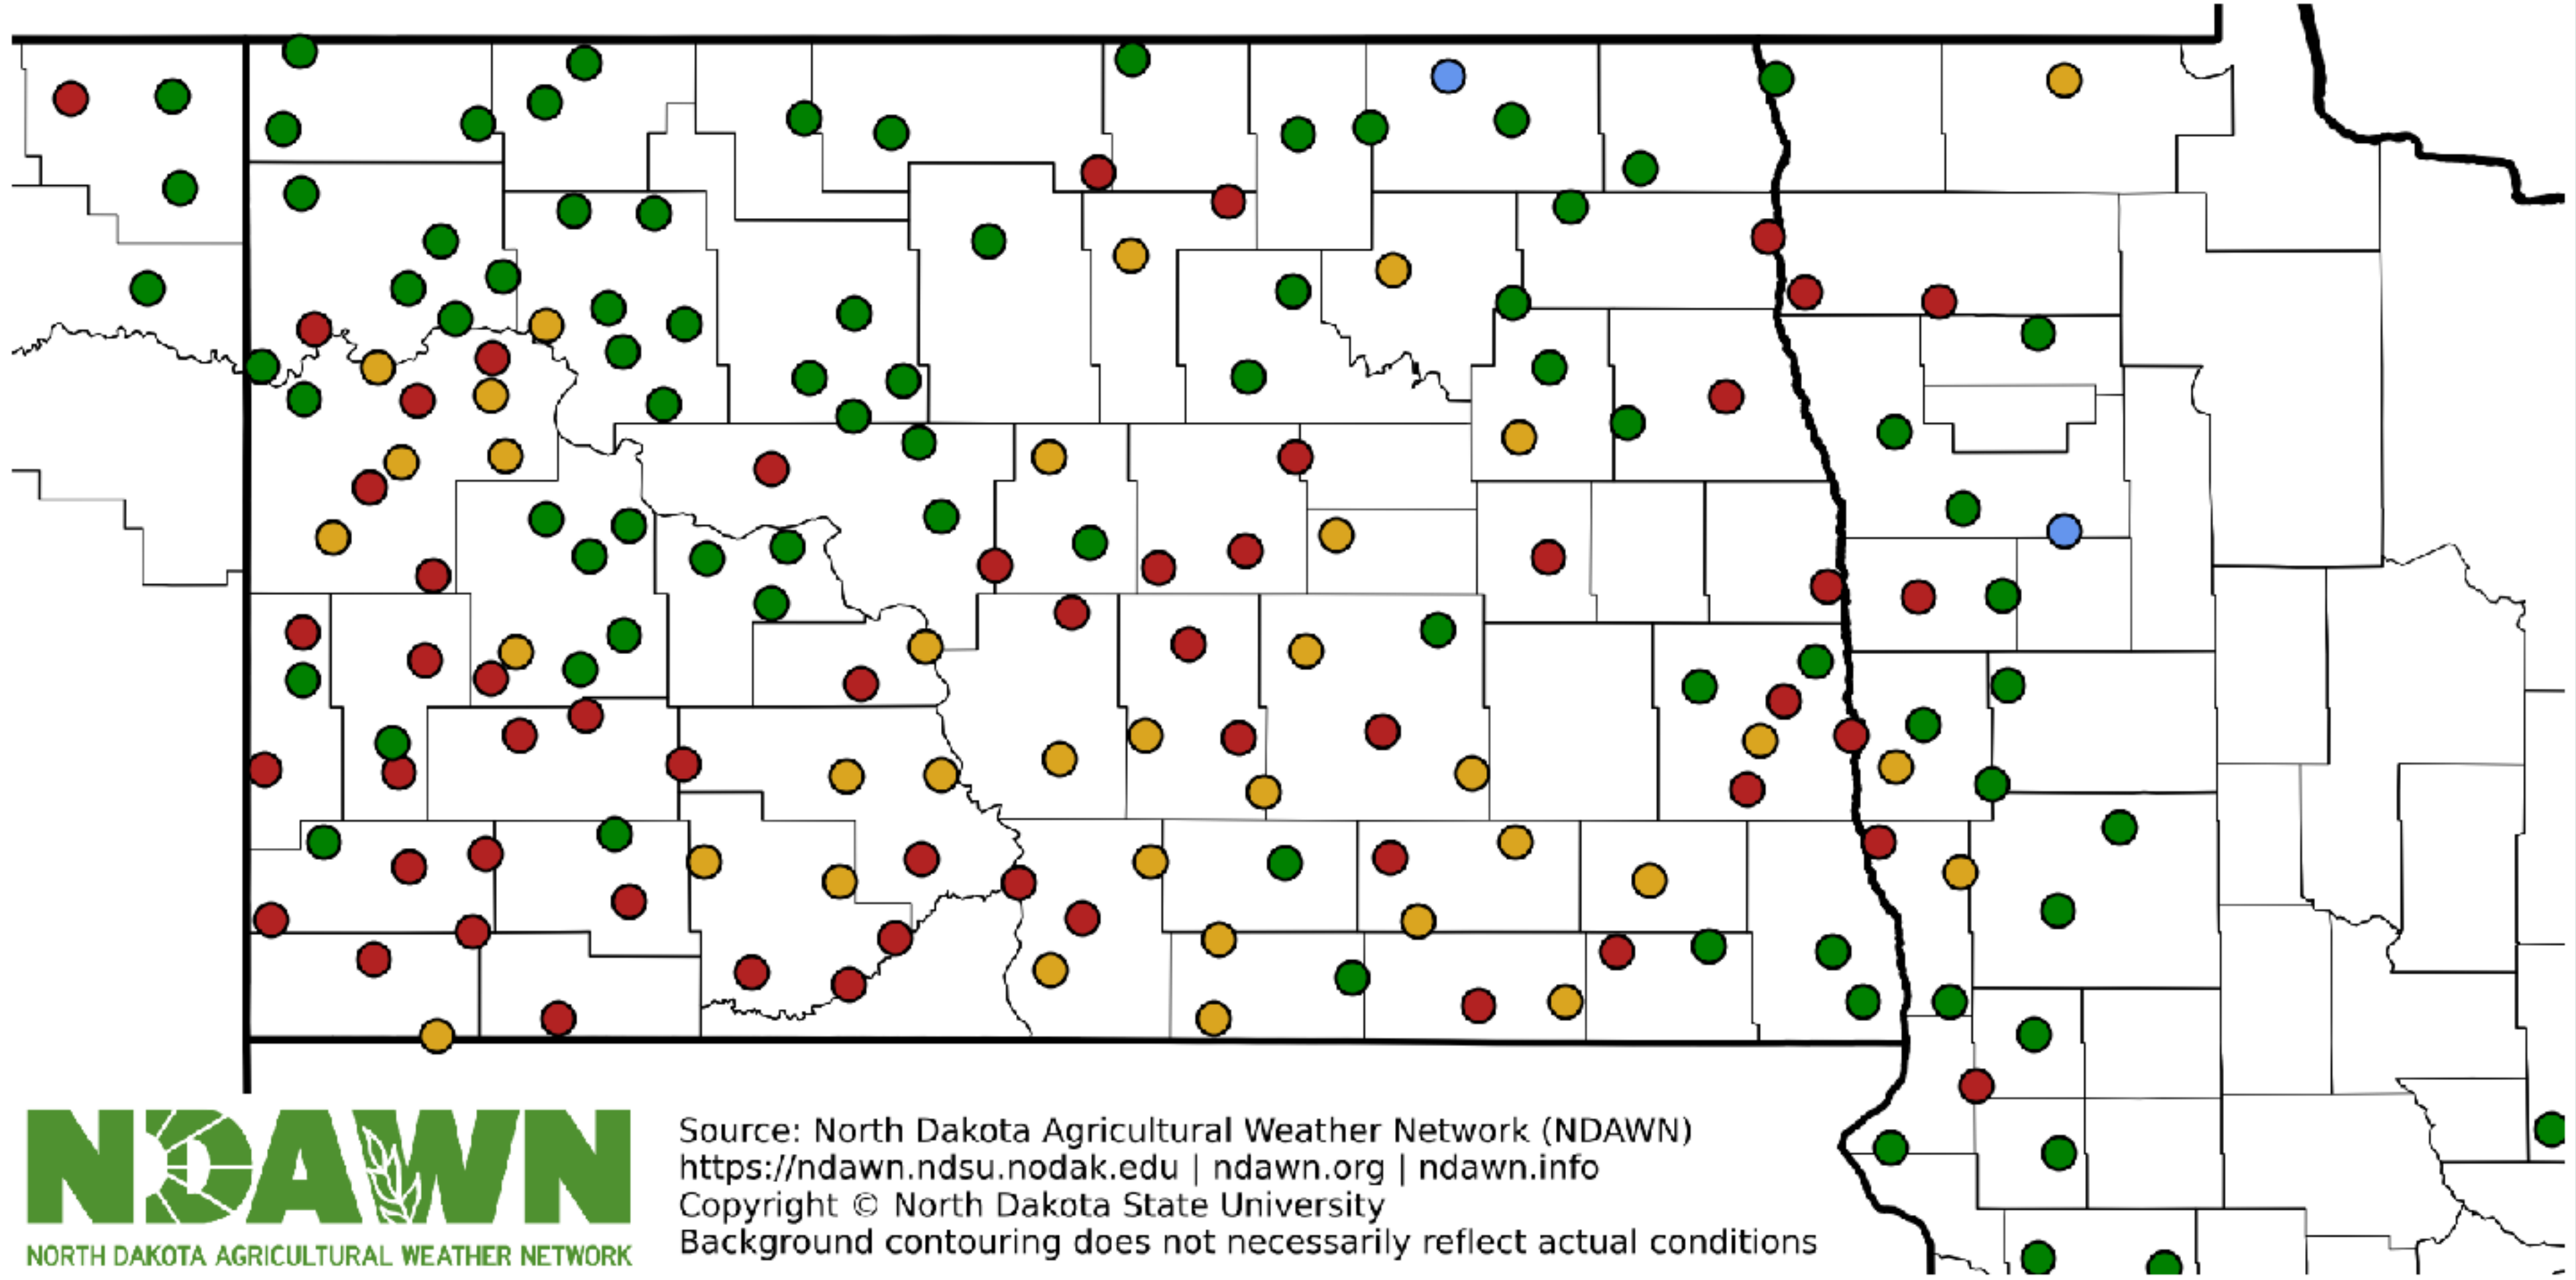 NDAWN
NORTH DAKOTA AGRICULTURAL WEATHER NETWORK
Source: North Dakota Agricultural Weather Network (NDAWN)
https://ndawn.ndsu.nodak.edu | ndawn.org | ndawn.info
Copyright © North Dakota State University
Background contouring does not necessarily reflect actual conditions